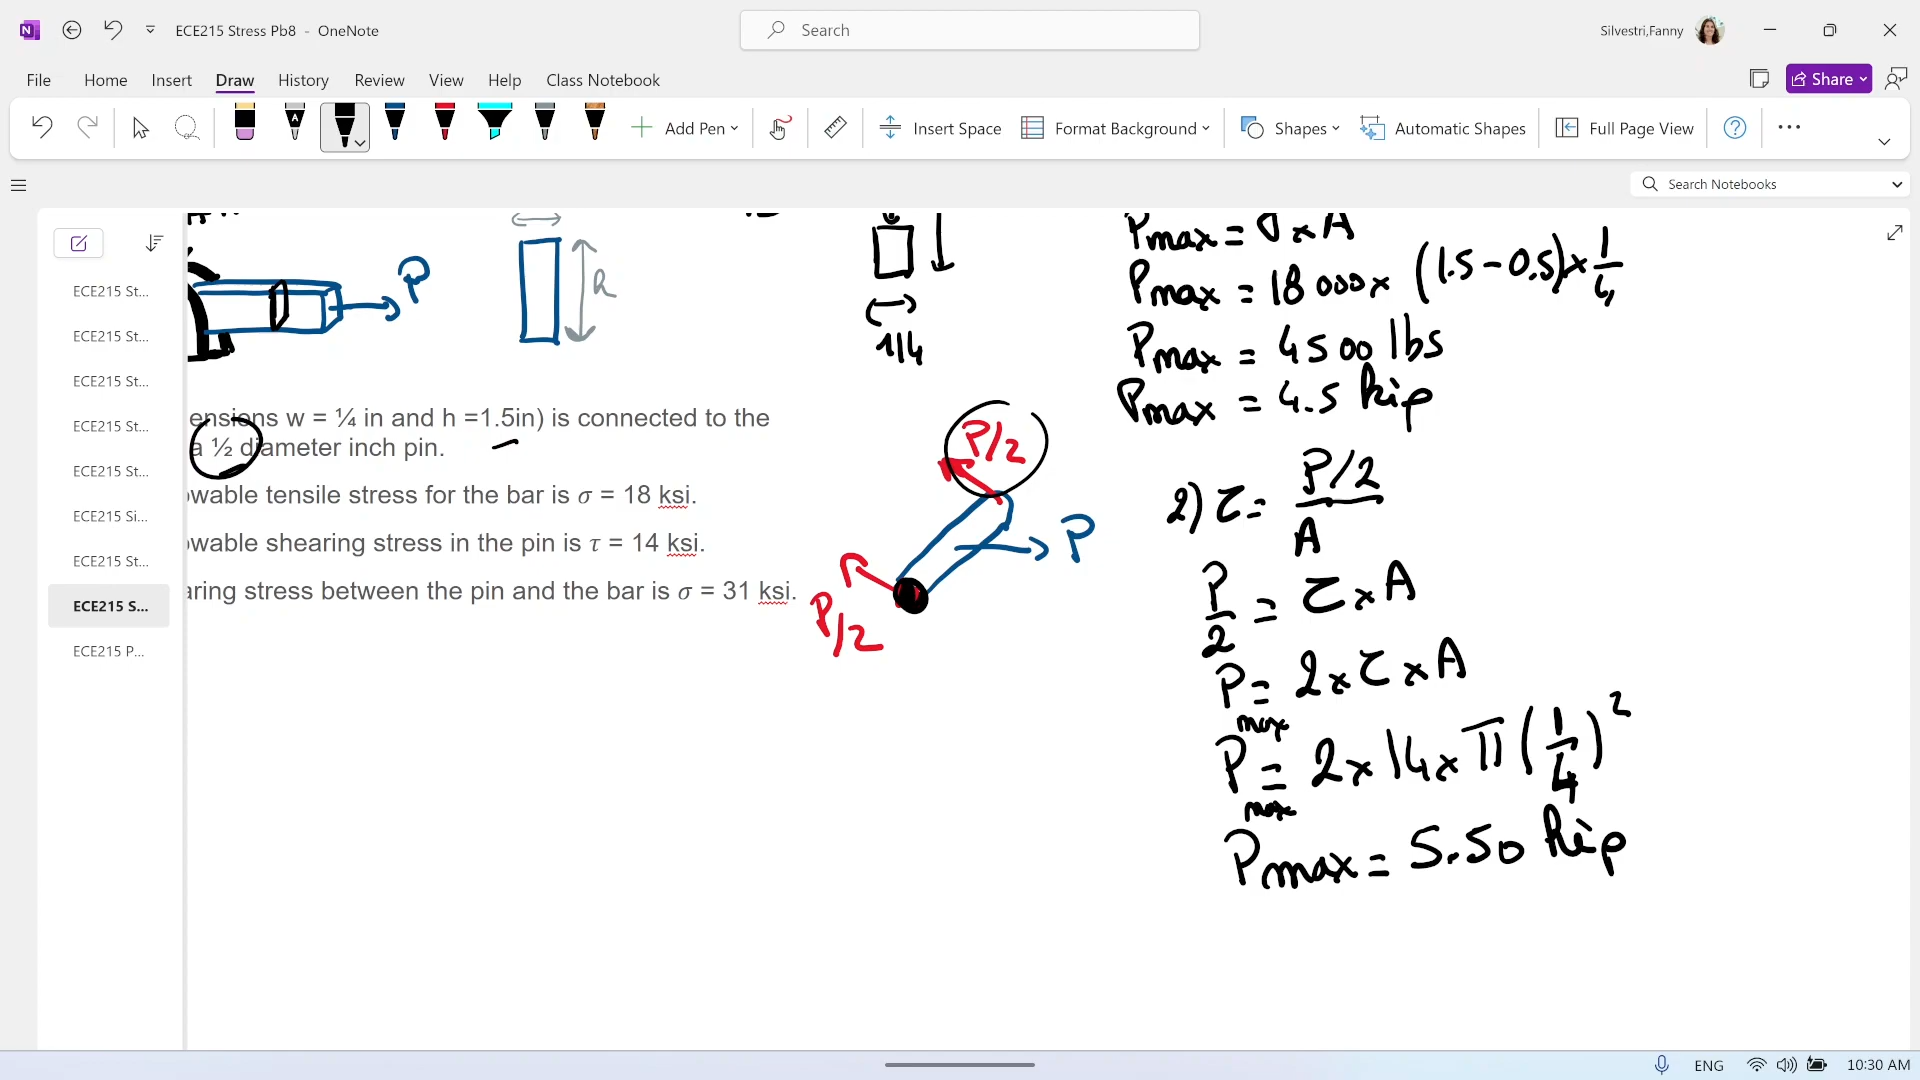 ECE215 Stress Pb8 - OneNote
Search
Silvestri,Fanny
File Home Insert Draw History Review View Help Class Notebook
Share
Add Pen Insert Space Format Background Shapes Automatic Shapes Full Page View
Search Notebooks
ECE215 St...
ECE215 St...
ECE215 St...
ECE215 St...
ECE215 St...
ECE215 Si...
ECE215 St...
ECE215 S...
ECE215 P...
P
h
1/4
ensions w = ¼ in and h =1.5in) is connected to the
a ½ diameter inch pin.
owable tensile stress for the bar is σ = 18 ksi.
owable shearing stress in the pin is τ = 14 ksi.
aring stress between the pin and the bar is σ = 31 ksi.
P/2
P
P/2
Pmax = σ x A
Pmax = 18 000 x (1.5 - 0.5) x 1/4
Pmax = 4500 lbs
Pmax = 4.5 kip
2) τ = P/2 / A
P/2 = τ x A
Pmax = 2 x τ x A
Pmax = 2 x 14 x π (1/4)²
Pmax = 5.50 kip
ENG 10:30 AM